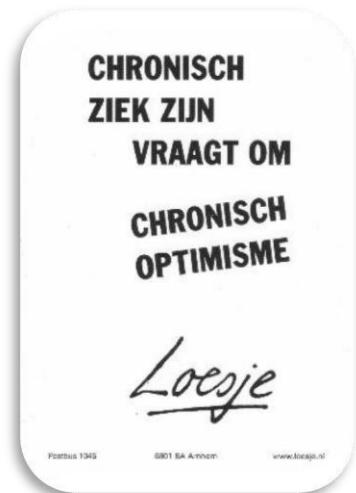 CHRONISCH
ZIEK ZIJN
VRAAGT OM
CHRONISCH
OPTIMISME
Loesje
Postbus 1045 6801 BA Arnhem www.loesje.nl